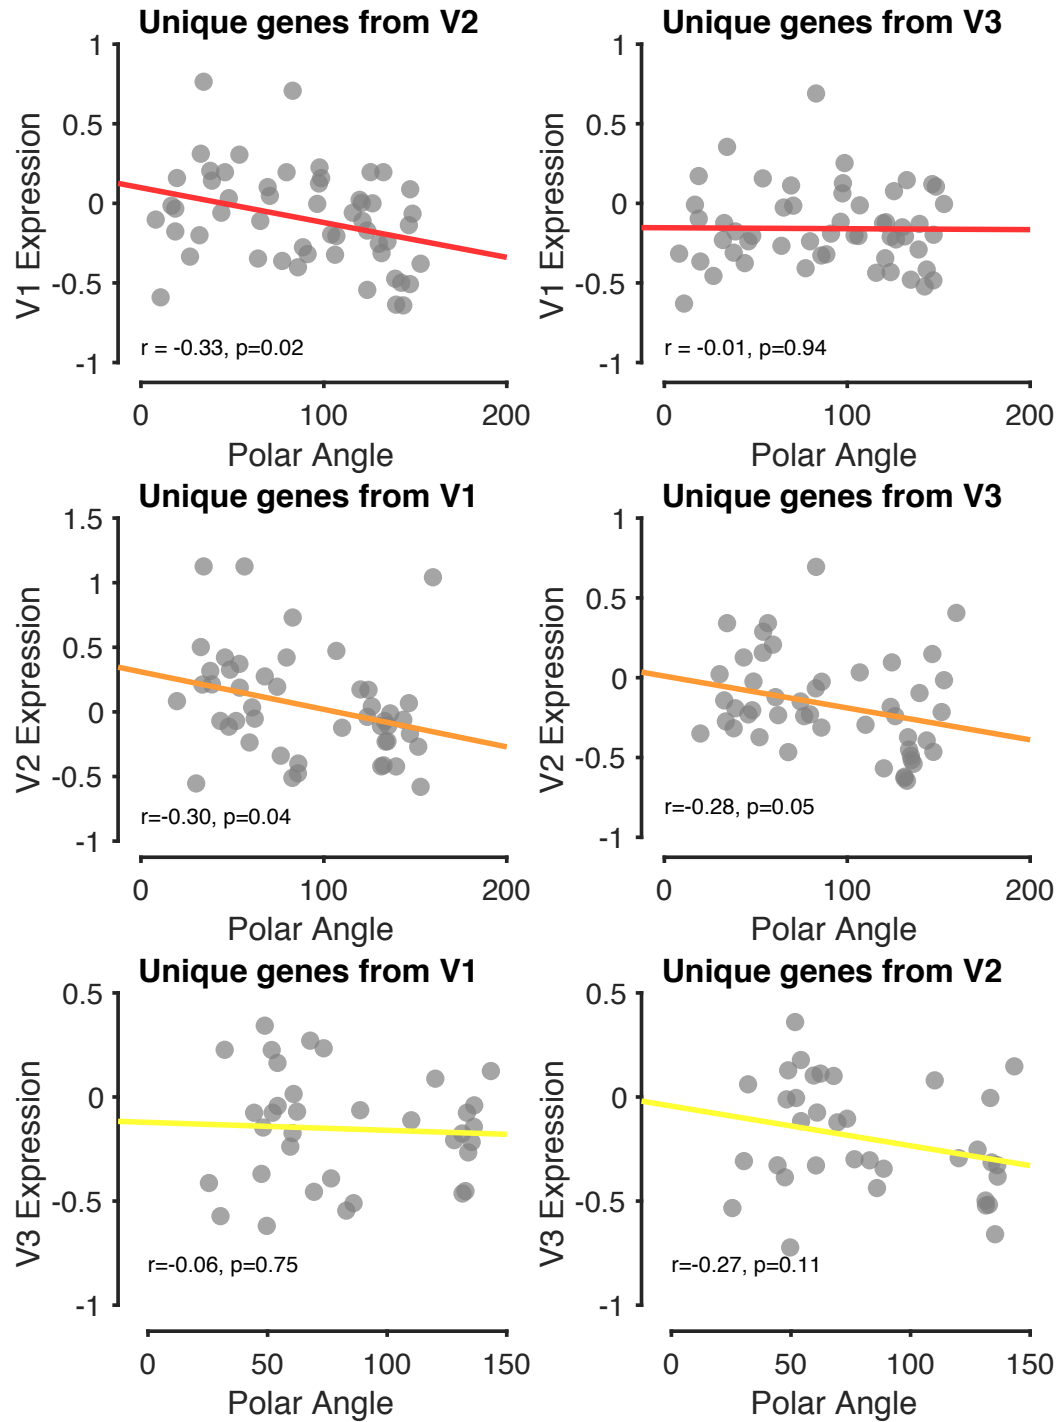 Unique genes from V2
1
0.5
0
-0.5
-1
V1 Expression
r = -0.33, p=0.02
0 100 200
Polar Angle
Unique genes from V3
1
0.5
0
-0.5
-1
V1 Expression
r = -0.01, p=0.94
0 100 200
Polar Angle
Unique genes from V1
1.5
1
0.5
0
-0.5
-1
V2 Expression
r=-0.30, p=0.04
0 100 200
Polar Angle
Unique genes from V3
1
0.5
0
-0.5
-1
V2 Expression
r=-0.28, p=0.05
0 100 200
Polar Angle
Unique genes from V1
0.5
0
-0.5
-1
V3 Expression
r=-0.06, p=0.75
0 50 100 150
Polar Angle
Unique genes from V2
0.5
0
-0.5
-1
V3 Expression
r=-0.27, p=0.11
0 50 100 150
Polar Angle